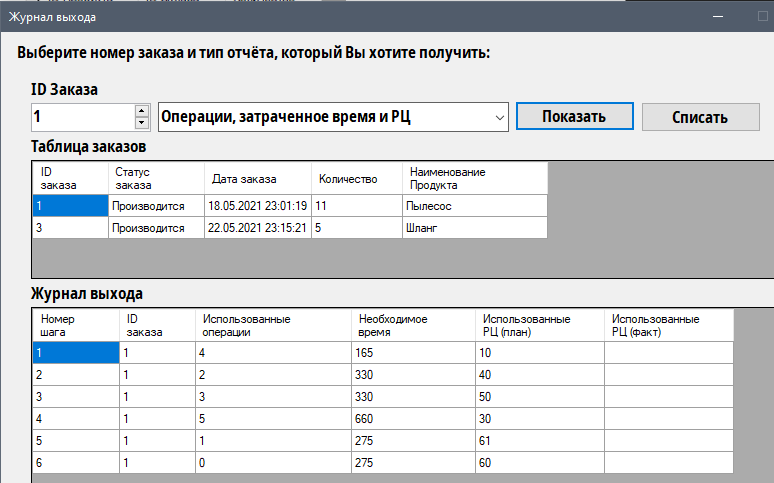 Журнал выхода
Выберите номер заказа и тип отчёта, который Вы хотите получить:
ID Заказа
1 Операции, затраченное время и РЦ Показать Списать
Таблица заказов
ID заказа Статус заказа Дата заказа Количество Наименование Продукта
1 Производится 18.05.2021 23:01:19 11 Пылесос
3 Производится 22.05.2021 23:15:21 5 Шланг
Журнал выхода
Номер шага ID заказа Использованные операции Необходимое время Использованные РЦ (план) Использованные РЦ (факт)
1 1 4 165 10
2 1 2 330 40
3 1 3 330 50
4 1 5 660 30
5 1 1 275 61
6 1 0 275 60